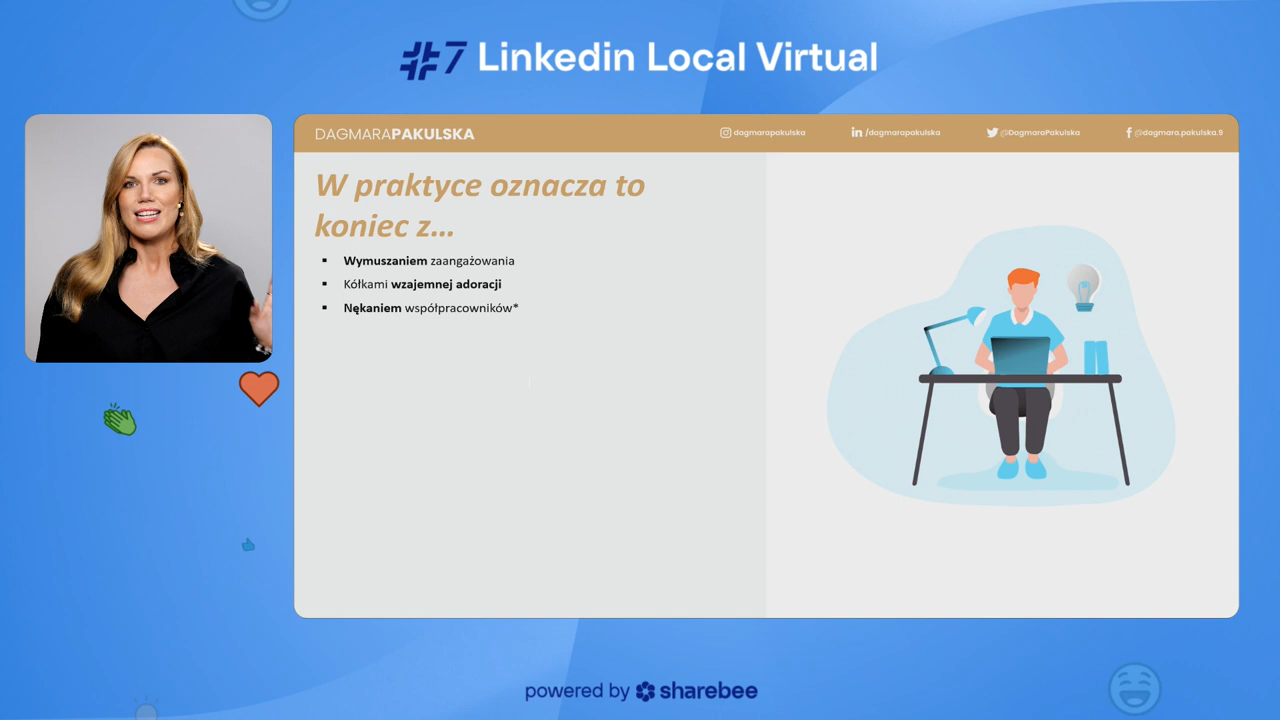 #7 Linkedin Local Virtual
DAGMARAPAKULSKA
dagmarapakulska
in /dagmarapakulska
@DagmaraPakulska
@dagmara.pakulska.9
W praktyce oznacza to
koniec z...
▪ Wymuszaniem zaangażowania
▪ Kółkami wzajemnej adoracji
▪ Nękaniem współpracowników*
powered by sharebee